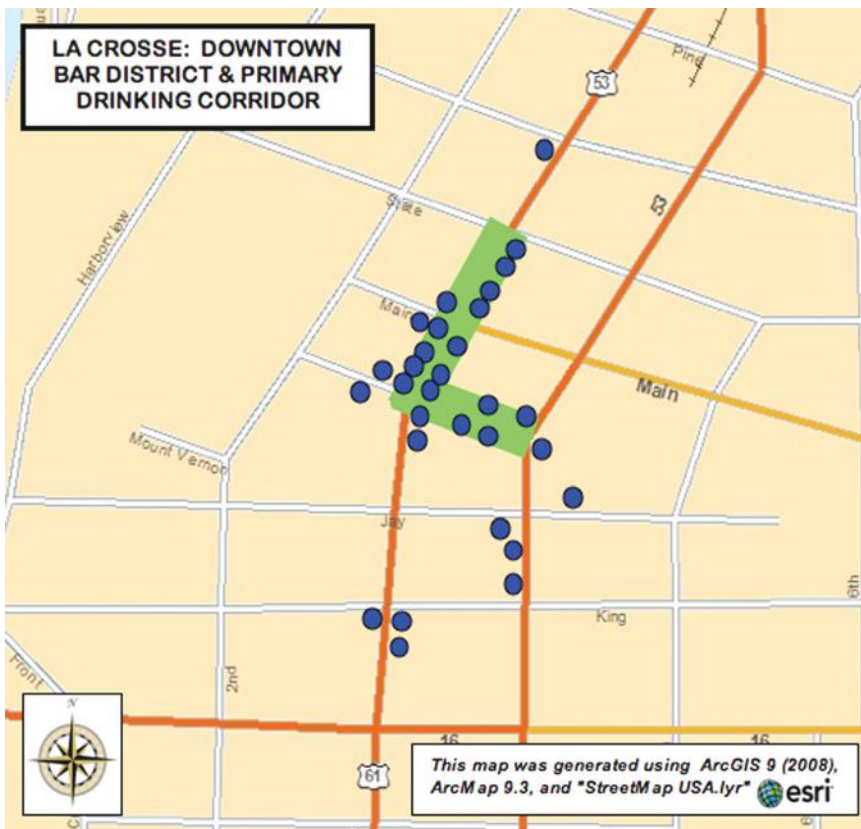 LA CROSSE: DOWNTOWN
BAR DISTRICT & PRIMARY
DRINKING CORRIDOR
Pine
53
Harborview
State
53
Main
Main
Mount Vernon
Jay
6th
King
Front
2nd
N
16
16
61
This map was generated using ArcGIS 9 (2008),
ArcMap 9.3, and "StreetMap USA.lyr"
esri